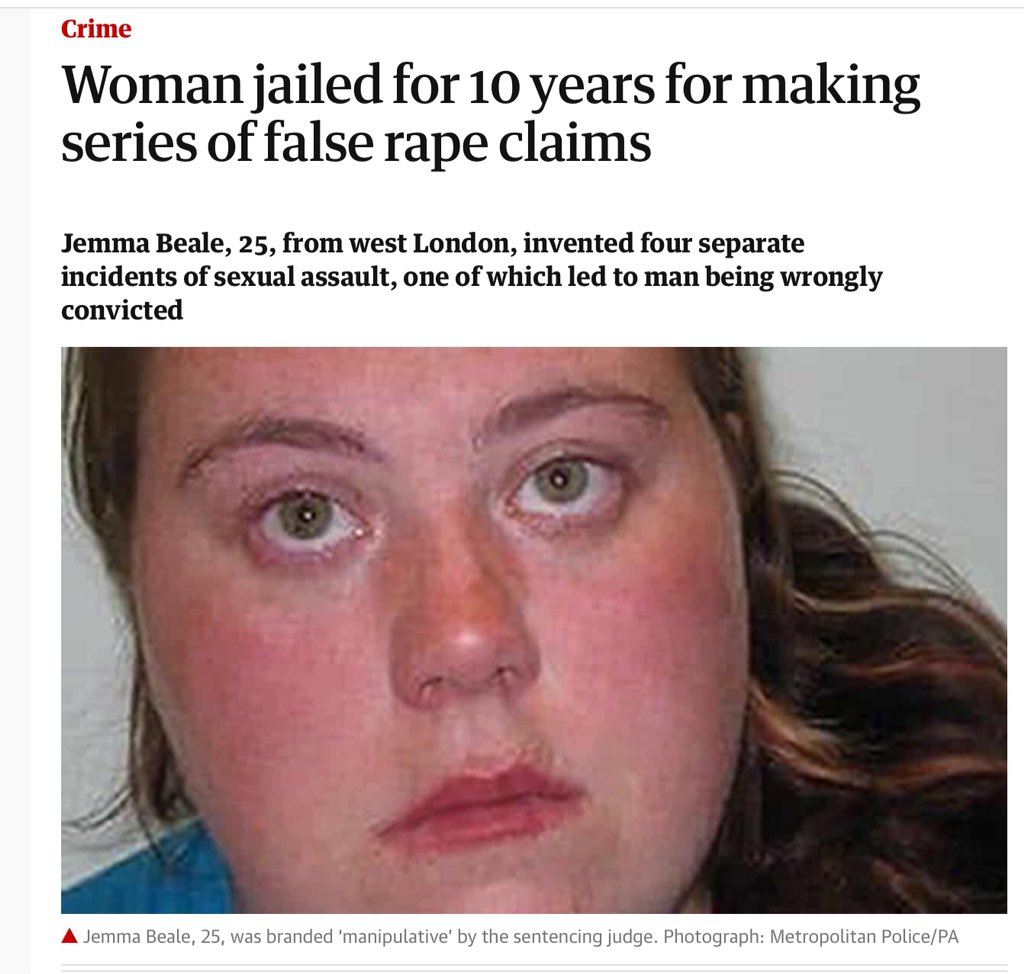 Crime
Woman jailed for 10 years for making
series of false rape claims
Jemma Beale, 25, from west London, invented four separate
incidents of sexual assault, one of which led to man being wrongly
convicted
Jemma Beale, 25, was branded ‘manipulative’ by the sentencing judge. Photograph: Metropolitan Police/PA